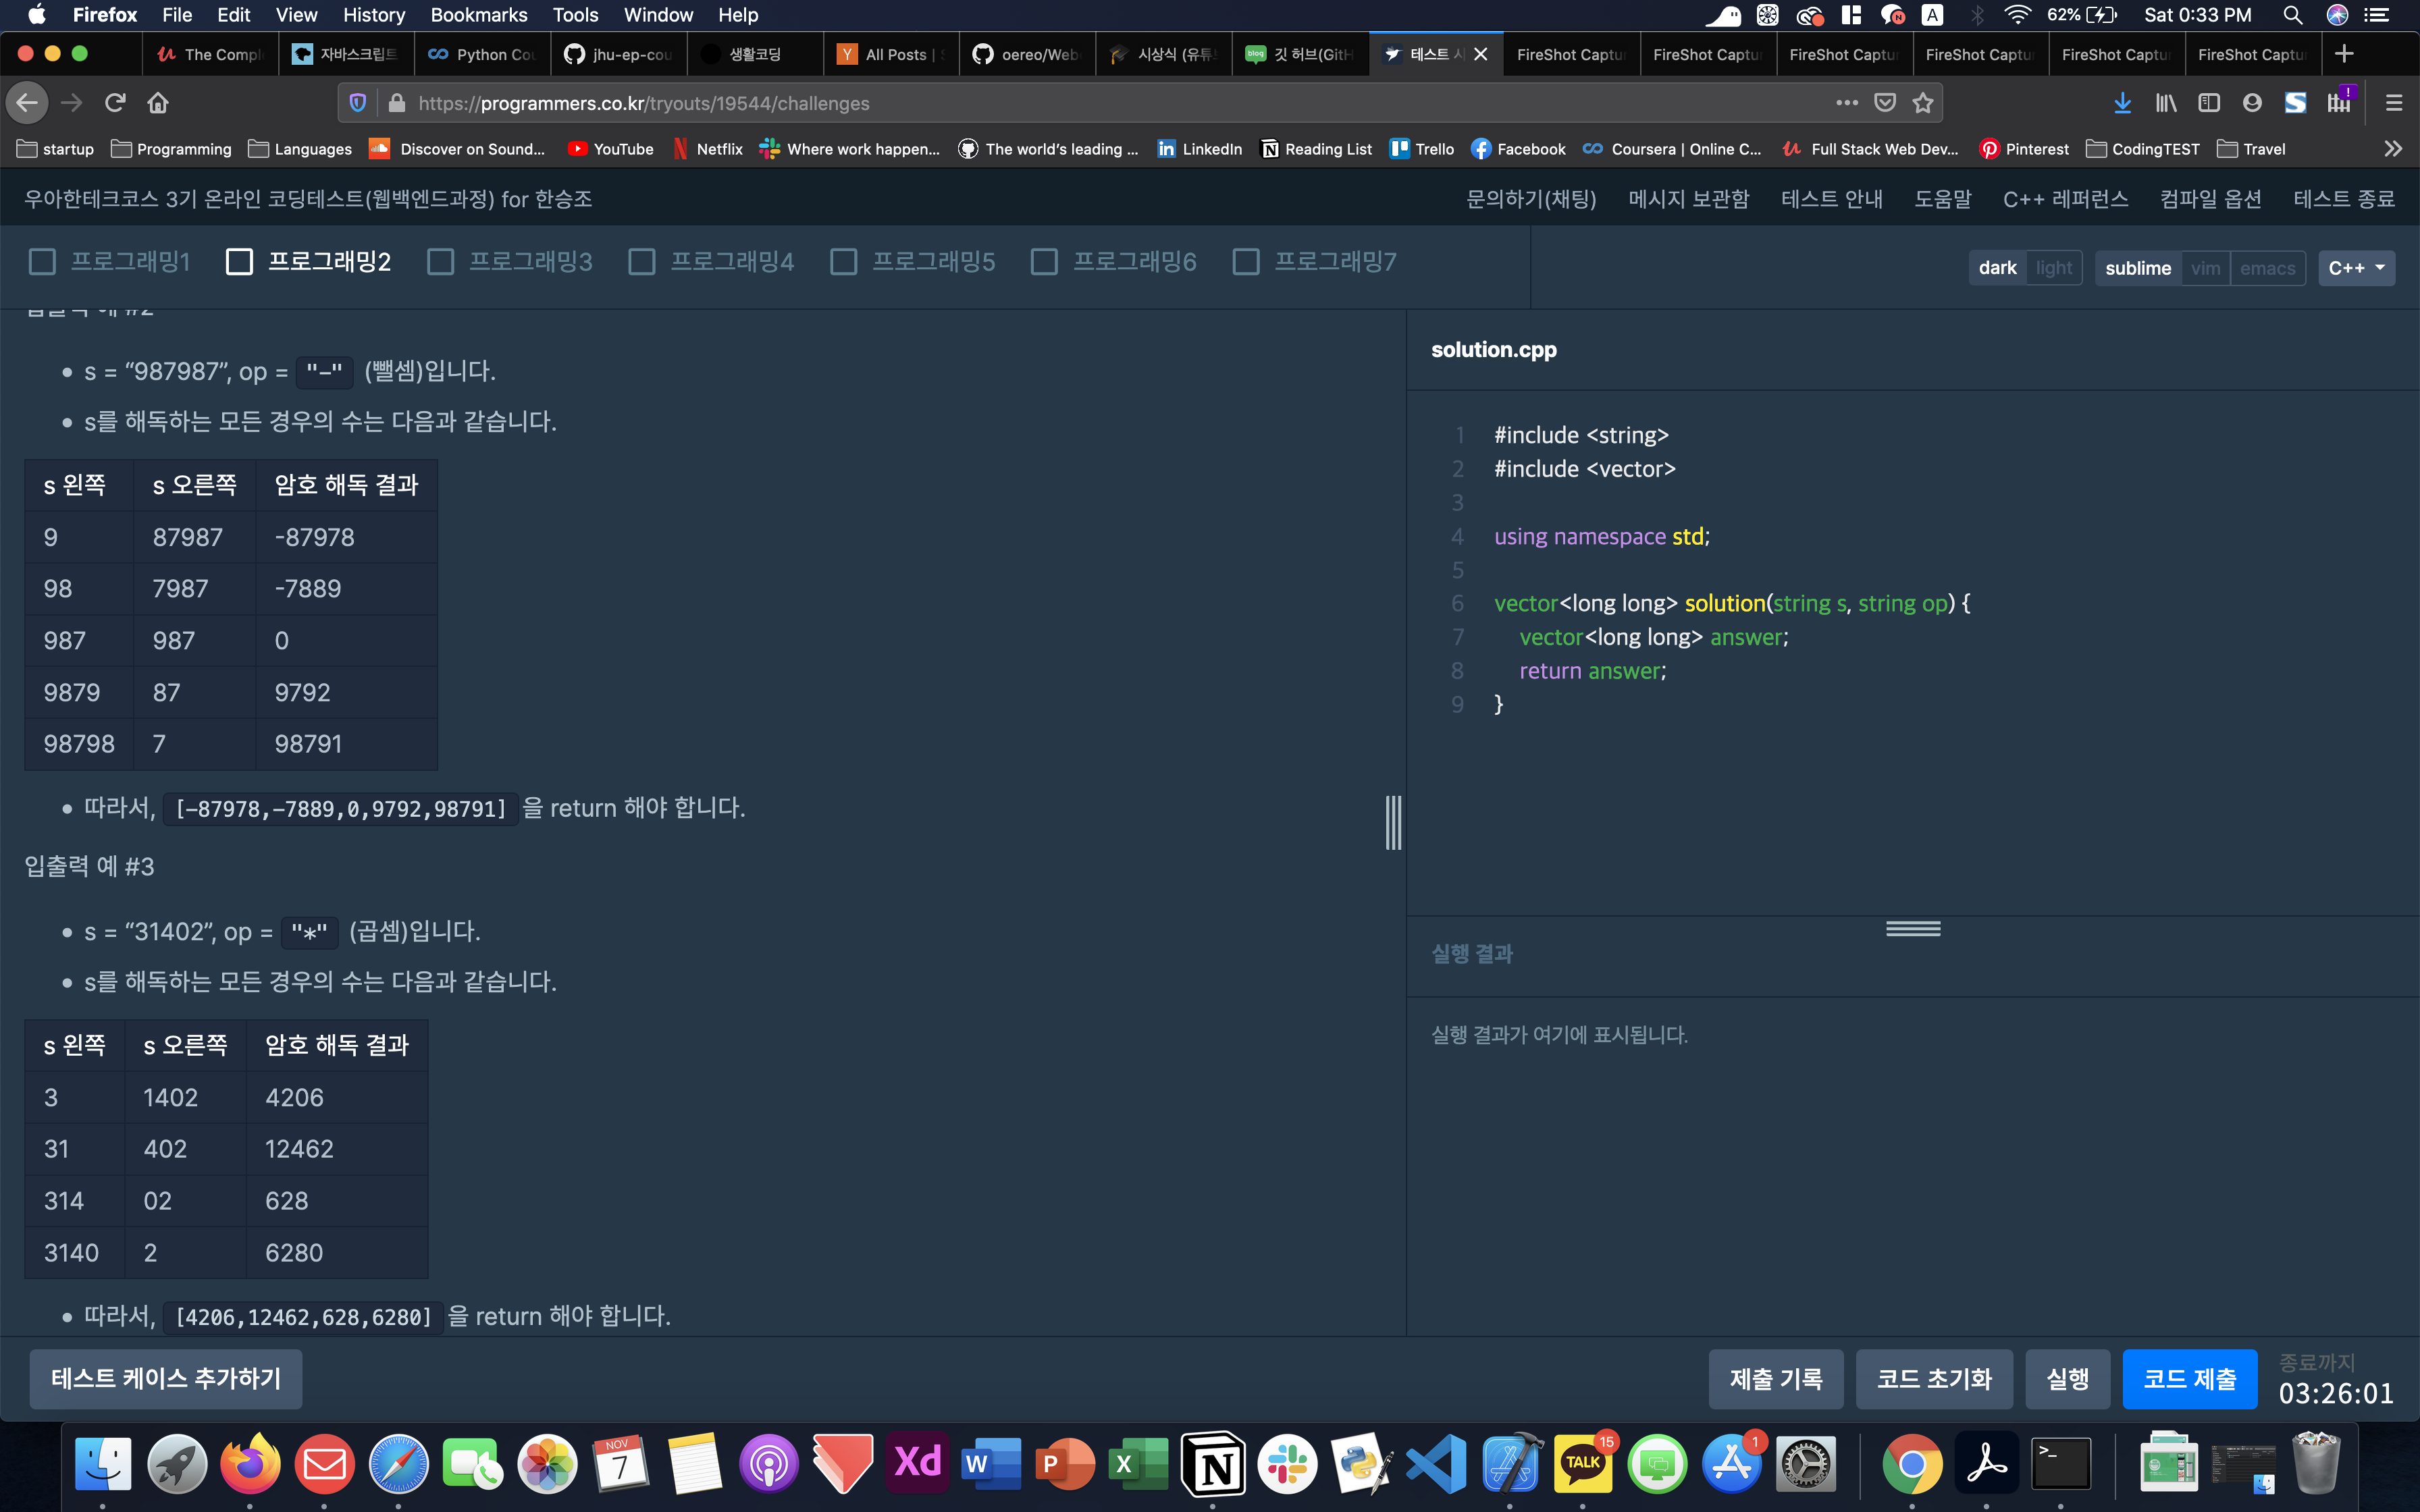 Firefox File Edit View History Bookmarks Tools Window Help 62% Sat 0:33 PM
The Compl 자바스크립트 Python Cou jhu-ep-cou 생활코딩 All Posts | oereo/Web 시상식 (유튜 깃 허브(GitH 테스트 시 FireShot Captu FireShot Captu FireShot Captu FireShot Captu FireShot Captu FireShot Captu
https://programmers.co.kr/tryouts/19544/challenges
startup Programming Languages Discover on Sound... YouTube Netflix Where work happen... The world's leading ... LinkedIn Reading List Trello Facebook Coursera | Online C... Full Stack Web Dev... Pinterest CodingTEST Travel
우아한테크코스 3기 온라인 코딩테스트(웹백엔드과정) for 한승조 문의하기(채팅) 메시지 보관함 테스트 안내 도움말 C++ 레퍼런스 컴파일 옵션 테스트 종료
프로그래밍1 프로그래밍2 프로그래밍3 프로그래밍4 프로그래밍5 프로그래밍6 프로그래밍7 dark light sublime vim emacs C++
s = “987987”, op = "-" (뺄셈)입니다.
s를 해독하는 모든 경우의 수는 다음과 같습니다.
s 왼쪽 s 오른쪽 암호 해독 결과
9 87987 -87978
98 7987 -7889
987 987 0
9879 87 9792
98798 7 98791
따라서, [-87978,-7889,0,9792,98791] 을 return 해야 합니다.
입출력 예 #3
s = “31402”, op = "*" (곱셈)입니다.
s를 해독하는 모든 경우의 수는 다음과 같습니다.
s 왼쪽 s 오른쪽 암호 해독 결과
3 1402 4206
31 402 12462
314 02 628
3140 2 6280
따라서, [4206,12462,628,6280] 을 return 해야 합니다.
solution.cpp
1 #include <string>
2 #include <vector>
3
4 using namespace std;
5
6 vector<long long> solution(string s, string op) {
7 vector<long long> answer;
8 return answer;
9 }
실행 결과
실행 결과가 여기에 표시됩니다.
테스트 케이스 추가하기 제출 기록 코드 초기화 실행 코드 제출 종료까지
03:26:01
NOV
7
Xd W P X N TALK 15 1